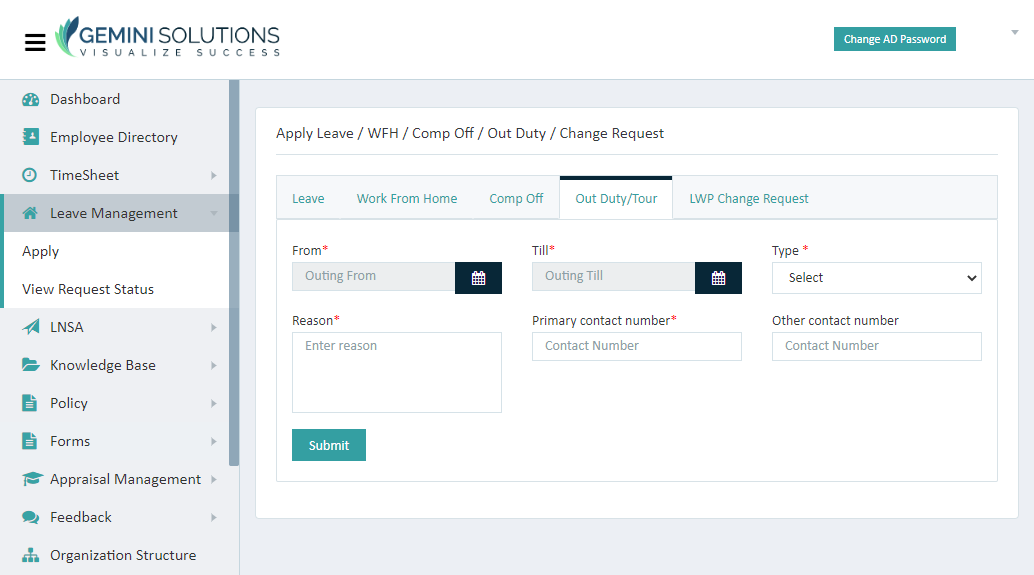 GEMINI SOLUTIONS
VISUALIZE SUCCESS
Change AD Password
Dashboard
Employee Directory
TimeSheet
Leave Management
Apply
View Request Status
LNSA
Knowledge Base
Policy
Forms
Appraisal Management
Feedback
Organization Structure
Apply Leave / WFH / Comp Off / Out Duty / Change Request
Leave Work From Home Comp Off Out Duty/Tour LWP Change Request
From* Till* Type *
Outing From Outing Till Select
Reason* Primary contact number* Other contact number
Enter reason Contact Number Contact Number
Submit